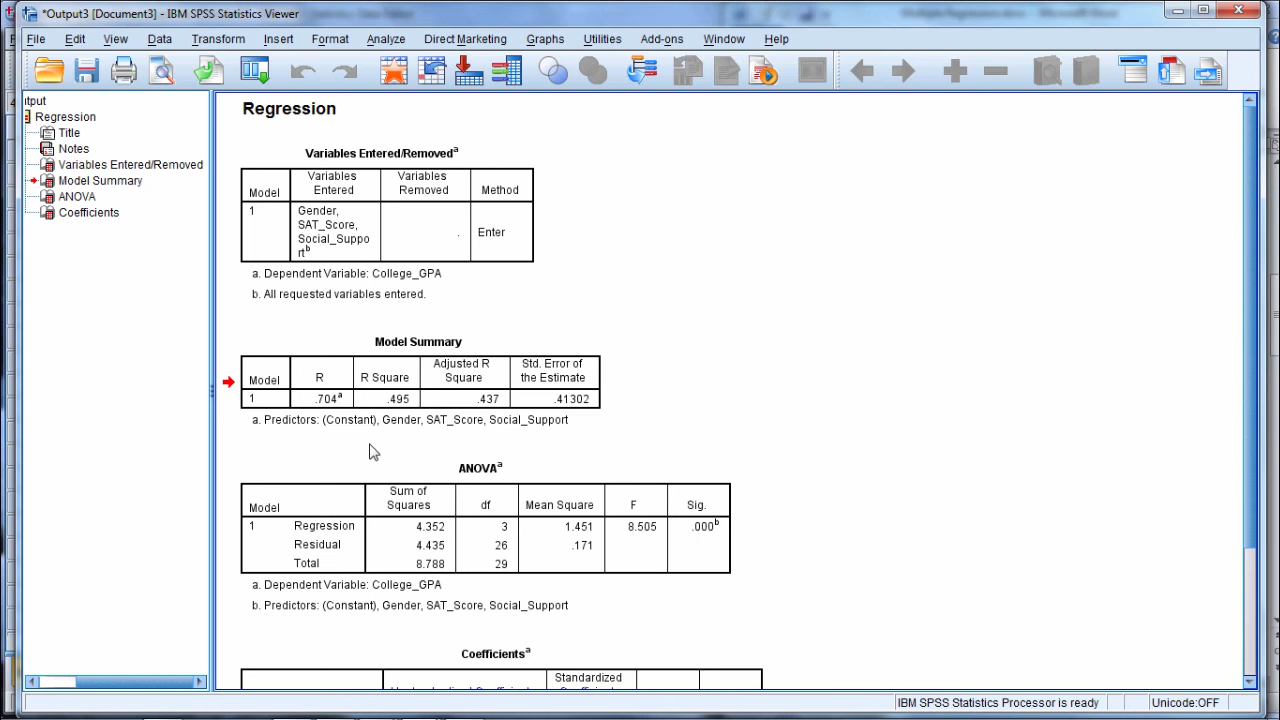 *Output3 [Document3] - IBM SPSS Statistics Viewer
File Edit View Data Transform Insert Format Analyze Direct Marketing Graphs Utilities Add-ons Window Help
tput
Regression
Title
Notes
Variables Entered/Removed
Model Summary
ANOVA
Coefficients
Regression
Variables Entered/Removedᵃ
Model Variables Entered Variables Removed Method
1 Gender, . Enter
SAT_Score,
Social_Suppo
rtᵇ
a. Dependent Variable: College_GPA
b. All requested variables entered.
Model Summary
Model R R Square Adjusted R Square Std. Error of the Estimate
1 .704ᵃ .495 .437 .41302
a. Predictors: (Constant), Gender, SAT_Score, Social_Support
ANOVAᵃ
Model Sum of Squares df Mean Square F Sig.
1 Regression 4.352 3 1.451 8.505 .000ᵇ
Residual 4.435 26 .171
Total 8.788 29
a. Dependent Variable: College_GPA
b. Predictors: (Constant), Gender, SAT_Score, Social_Support
Coefficientsᵃ
Standardized
IBM SPSS Statistics Processor is ready Unicode:OFF